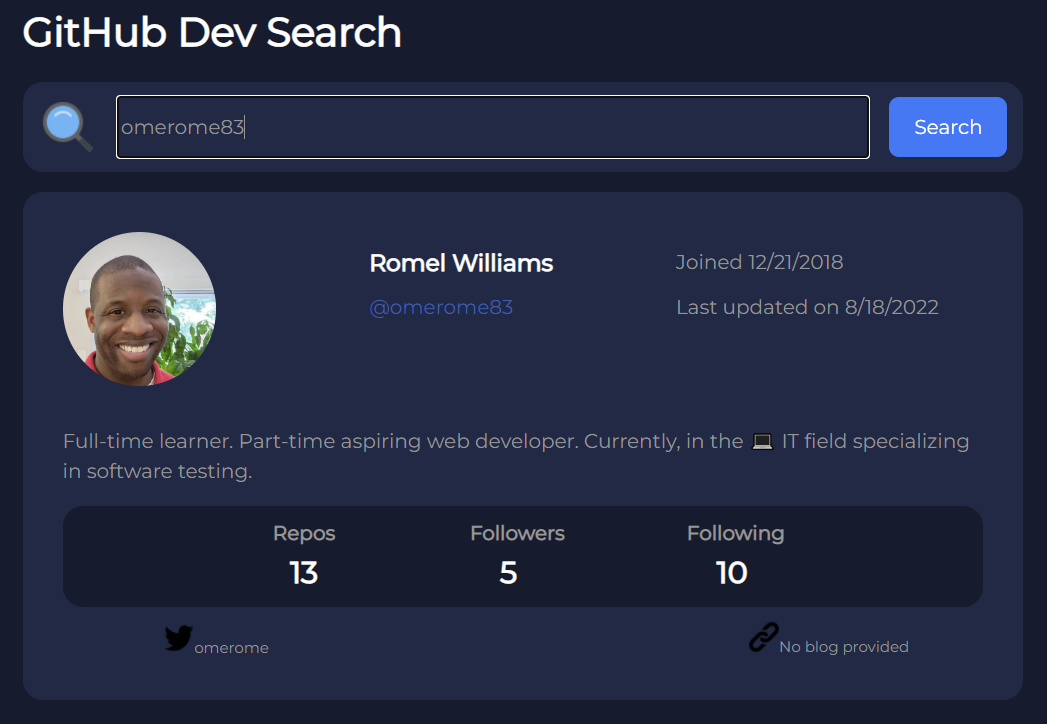 GitHub Dev Search
omerome83
Search
Romel Williams
Joined 12/21/2018
@omerome83
Last updated on 8/18/2022
Full-time learner. Part-time aspiring web developer. Currently, in the 💻 IT field specializing
in software testing.
Repos Followers Following
13 5 10
omerome No blog provided